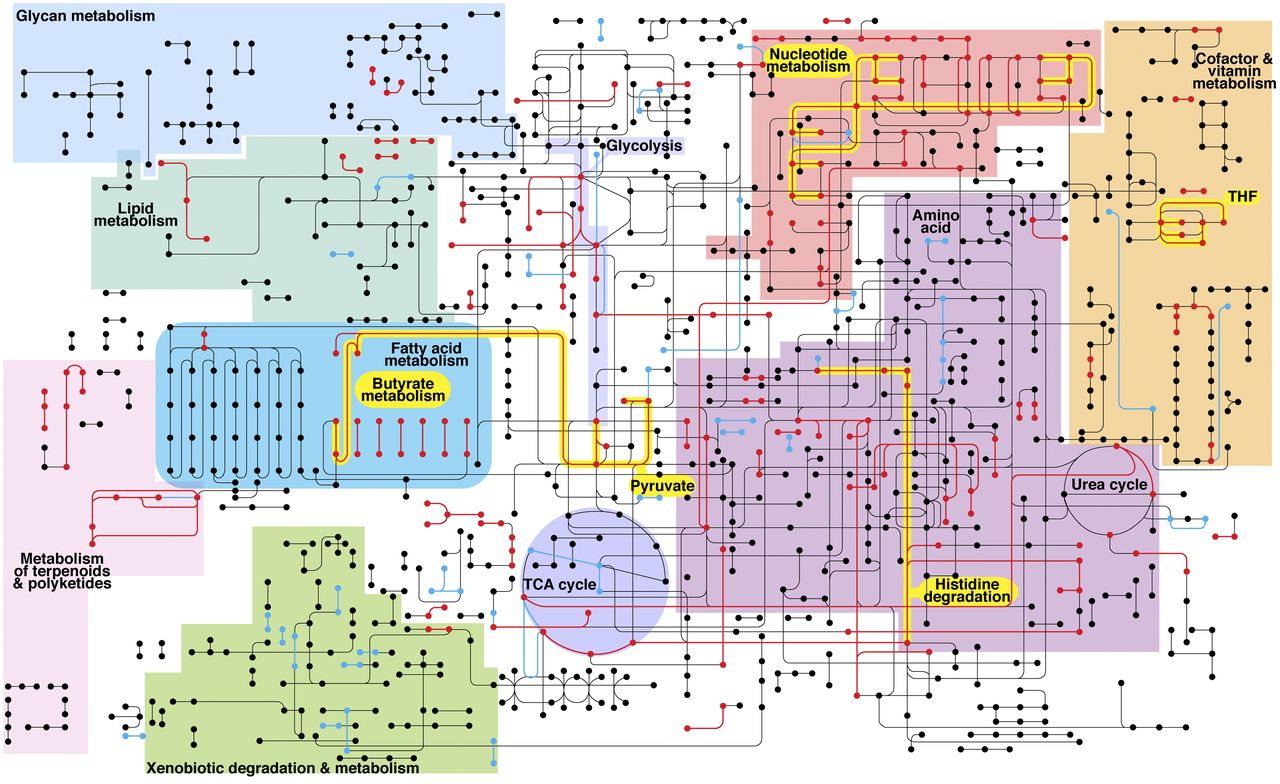 Glycan metabolism
Nucleotide
metabolism
Cofactor &
vitamin
metabolism
Glycolysis
THF
Lipid
metabolism
Amino
acid
Fatty acid
metabolism
Butyrate
metabolism
Pyruvate
Urea cycle
Metabolism
of terpenoids
& polyketides
TCA cycle
Histidine
degradation
Xenobiotic degradation & metabolism